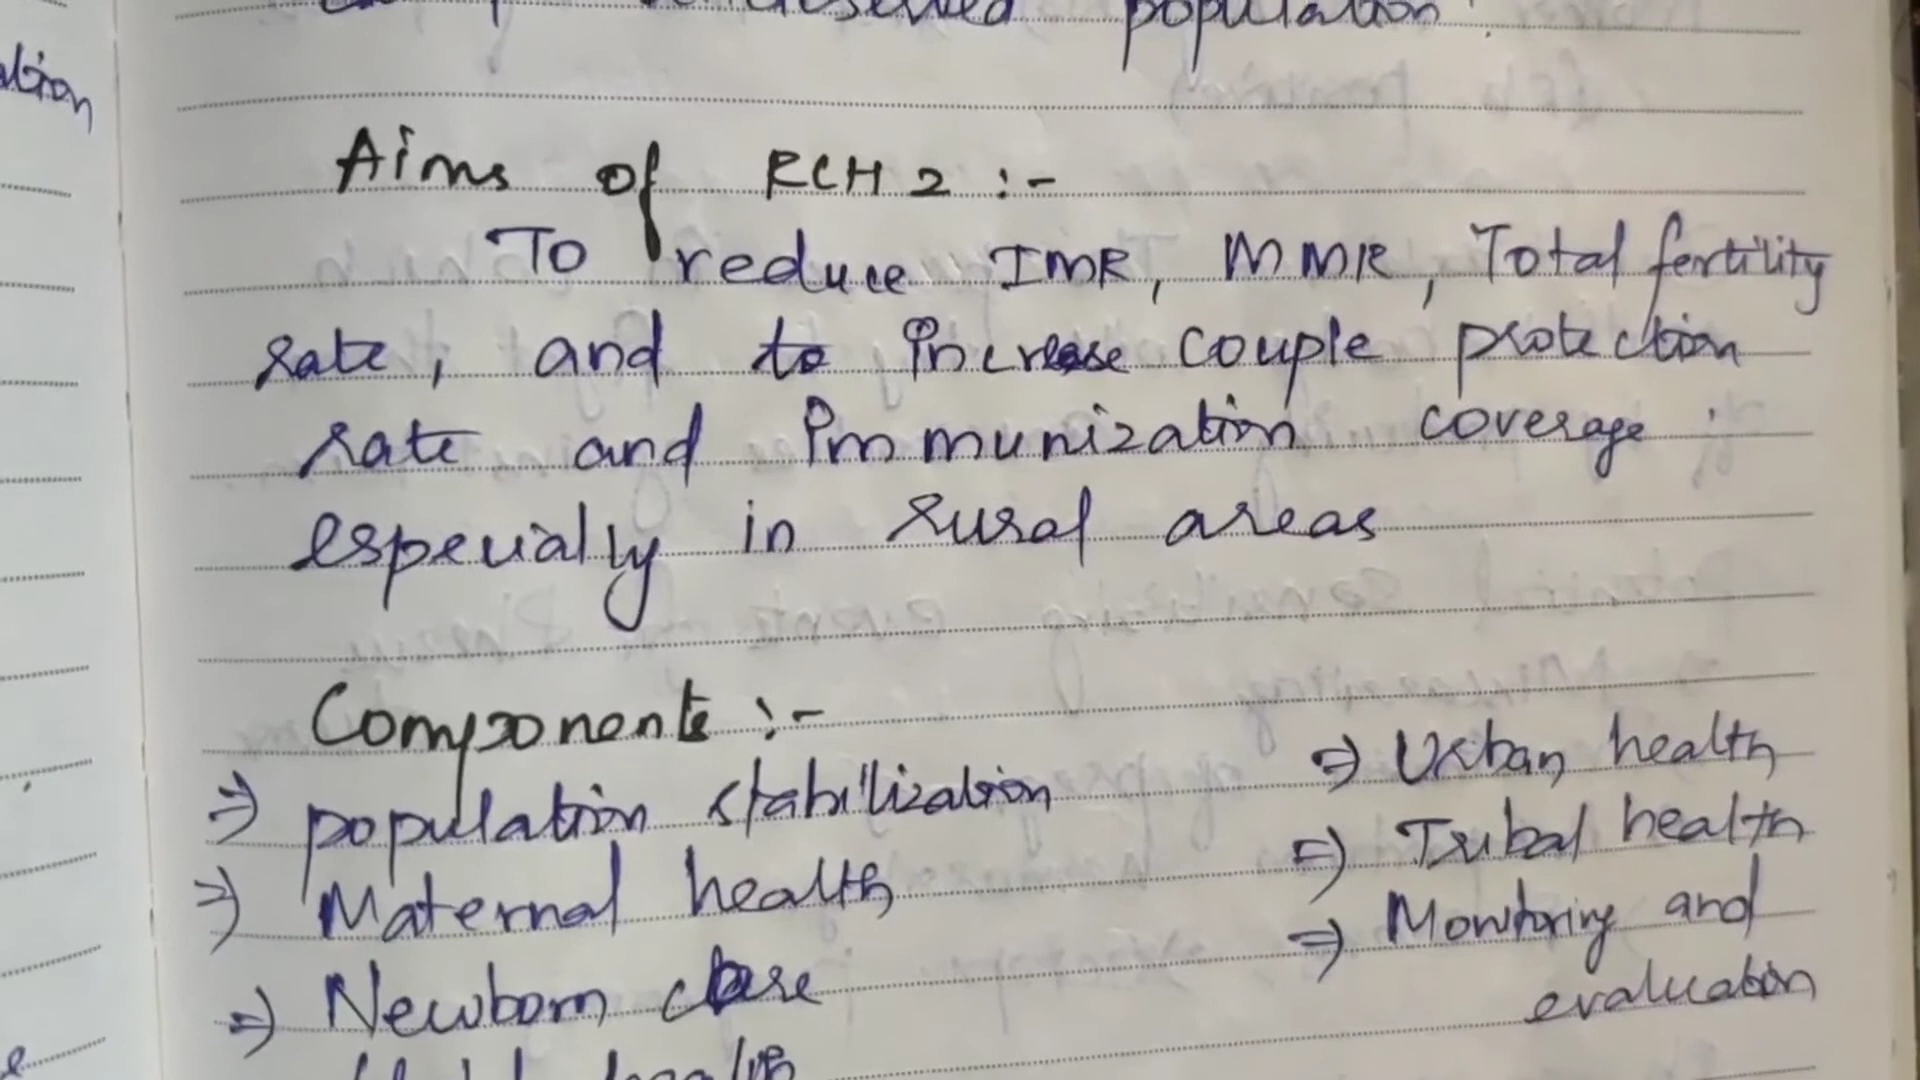 population
ation
Aims of RCH 2 :-
To reduce IMR, MMR, Total fertility
rate, and to increase couple protection
rate and immunization coverage
especially in rural areas
Components :-
⇒ population stabilization
⇒ Maternal health
⇒ Newborn care
health
⇒ Urban health
⇒ Tribal health
⇒ Monitoring and
evaluation